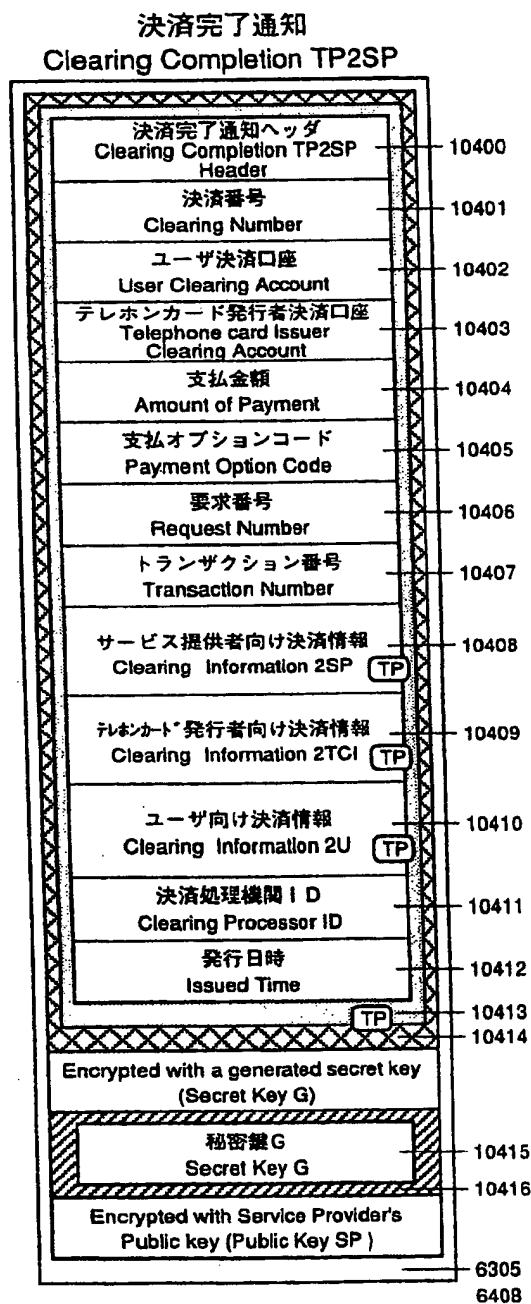 決済完了通知
Clearing Completion TP2SP
決済完了通知ヘッダ
Clearing Completion TP2SP
Header
10400
決済番号
Clearing Number
10401
ユーザ決済口座
User Clearing Account
10402
テレホンカード発行者決済口座
Telephone card Issuer
Clearing Account
10403
支払金額
Amount of Payment
10404
支払オプションコード
Payment Option Code
10405
要求番号
Request Number
10406
トランザクション番号
Transaction Number
10407
サービス提供者向け決済情報
Clearing Information 2SP
TP
10408
テレホンカード発行者向け決済情報
Clearing Information 2TCI
TP
10409
ユーザ向け決済情報
Clearing Information 2U
TP
10410
決済処理機関ID
Clearing Processor ID
10411
発行日時
Issued Time
10412
TP
10413
10414
Encrypted with a generated secret key
(Secret Key G)
秘密鍵G
Secret Key G
10415
10416
Encrypted with Service Provider's
Public key (Public Key SP )
6305
6408